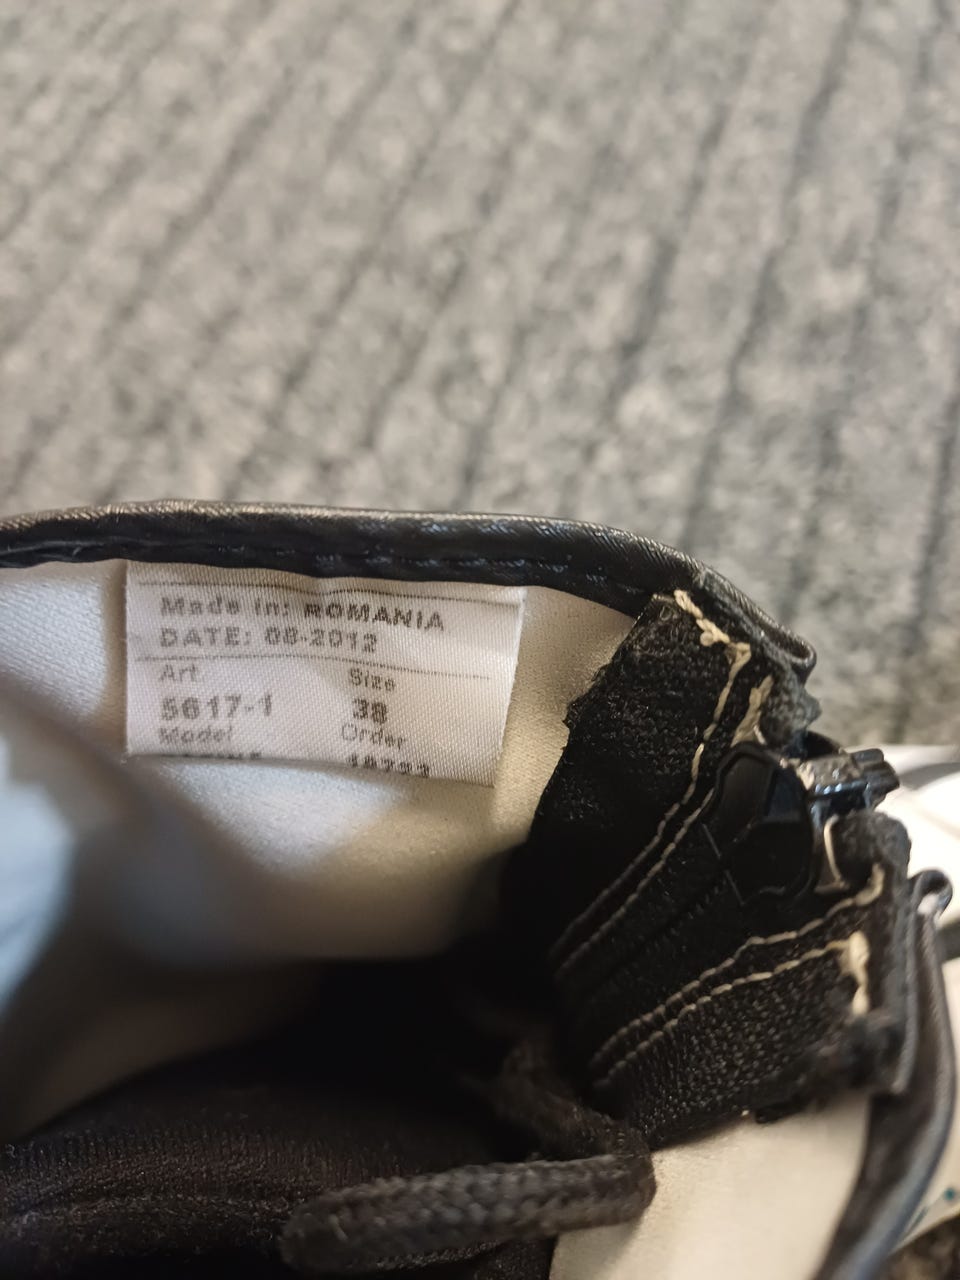 Made in: ROMANIA
DATE: 08-2012
Art. Size
5617-1 38
Model Order